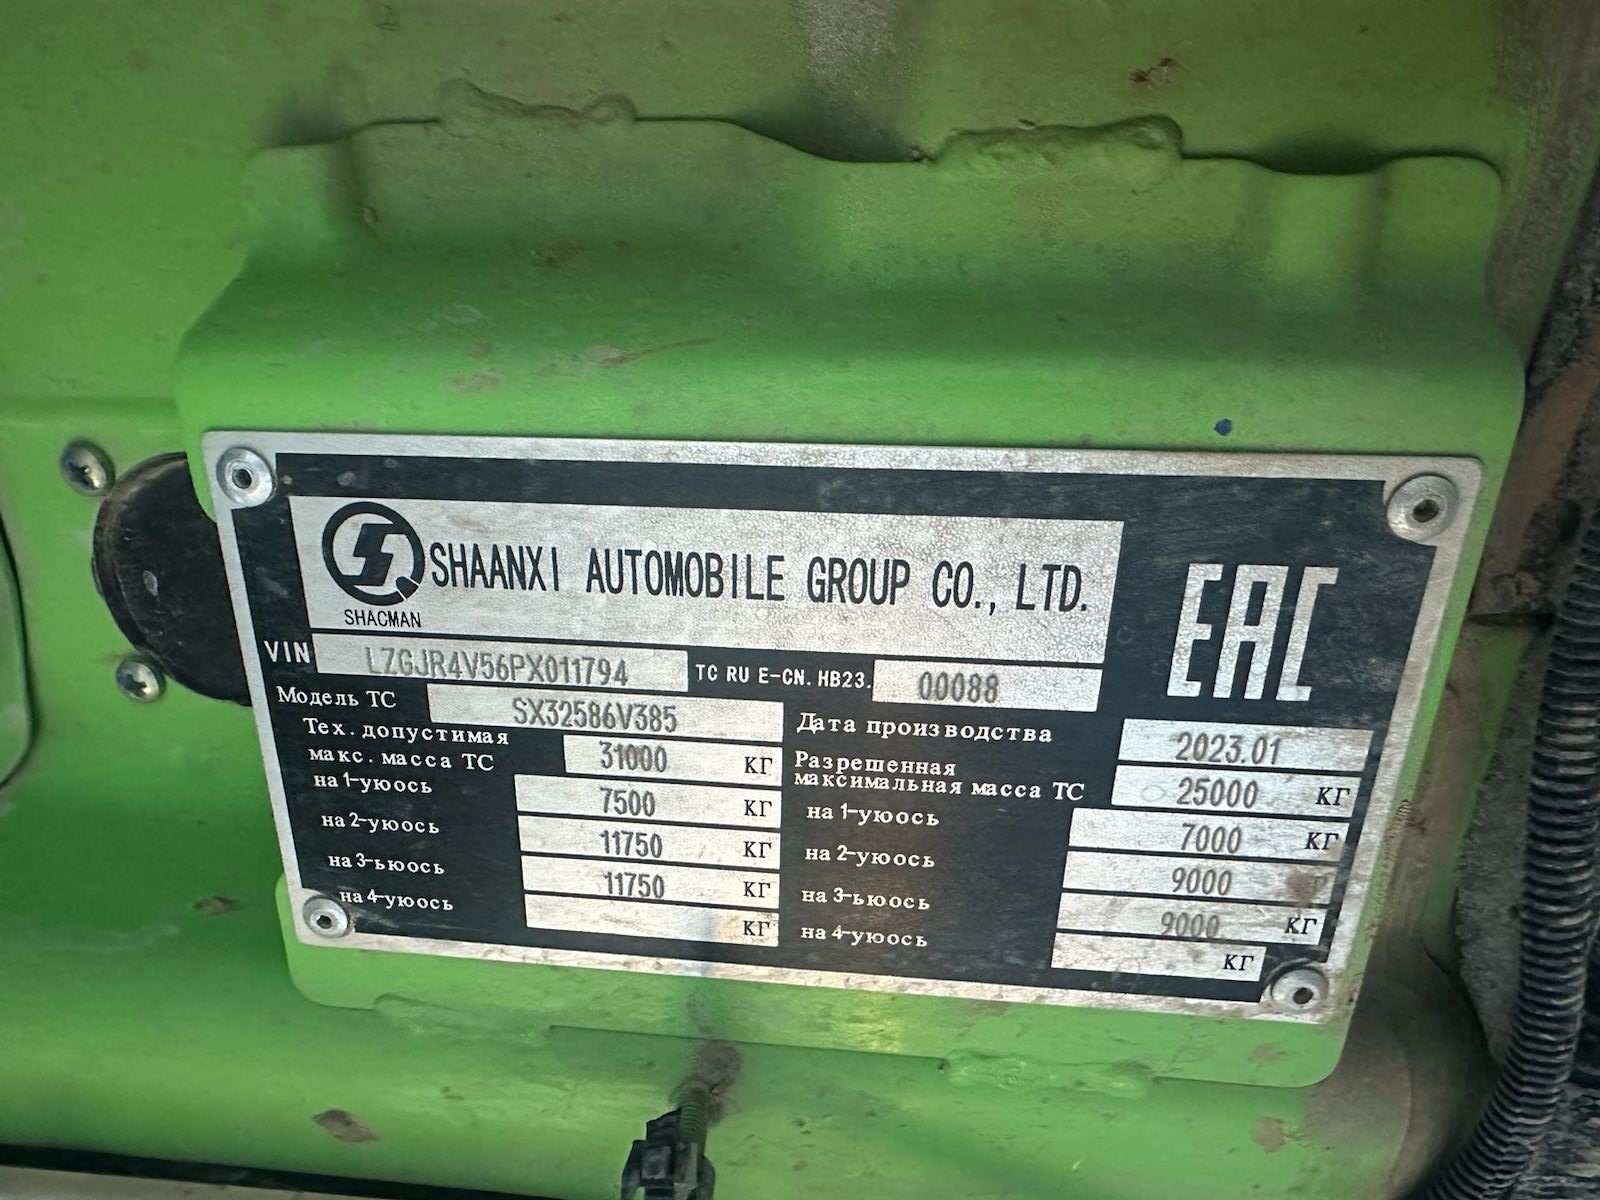 SHAANXI AUTOMOBILE GROUP CO., LTD.
SHACMAN
EAC
VIN LZGJR4V56PX011794 TC RU E-CN.HB23. 00088
Модель ТС SX32586V385
Дата производства 2023.01
Тех. допустимая
макс. масса ТС 31000 КГ
Разрешенная
максимальная масса ТС 25000 КГ
на 1-уюось 7500 КГ
на 1-уюось 7000 КГ
на 2-уюось 11750 КГ
на 2-уюось 9000 Г
на 3-ьюось 11750 КГ
на 3-ьюось 9000 КГ
на 4-уюось КГ
на 4-уюось КГ